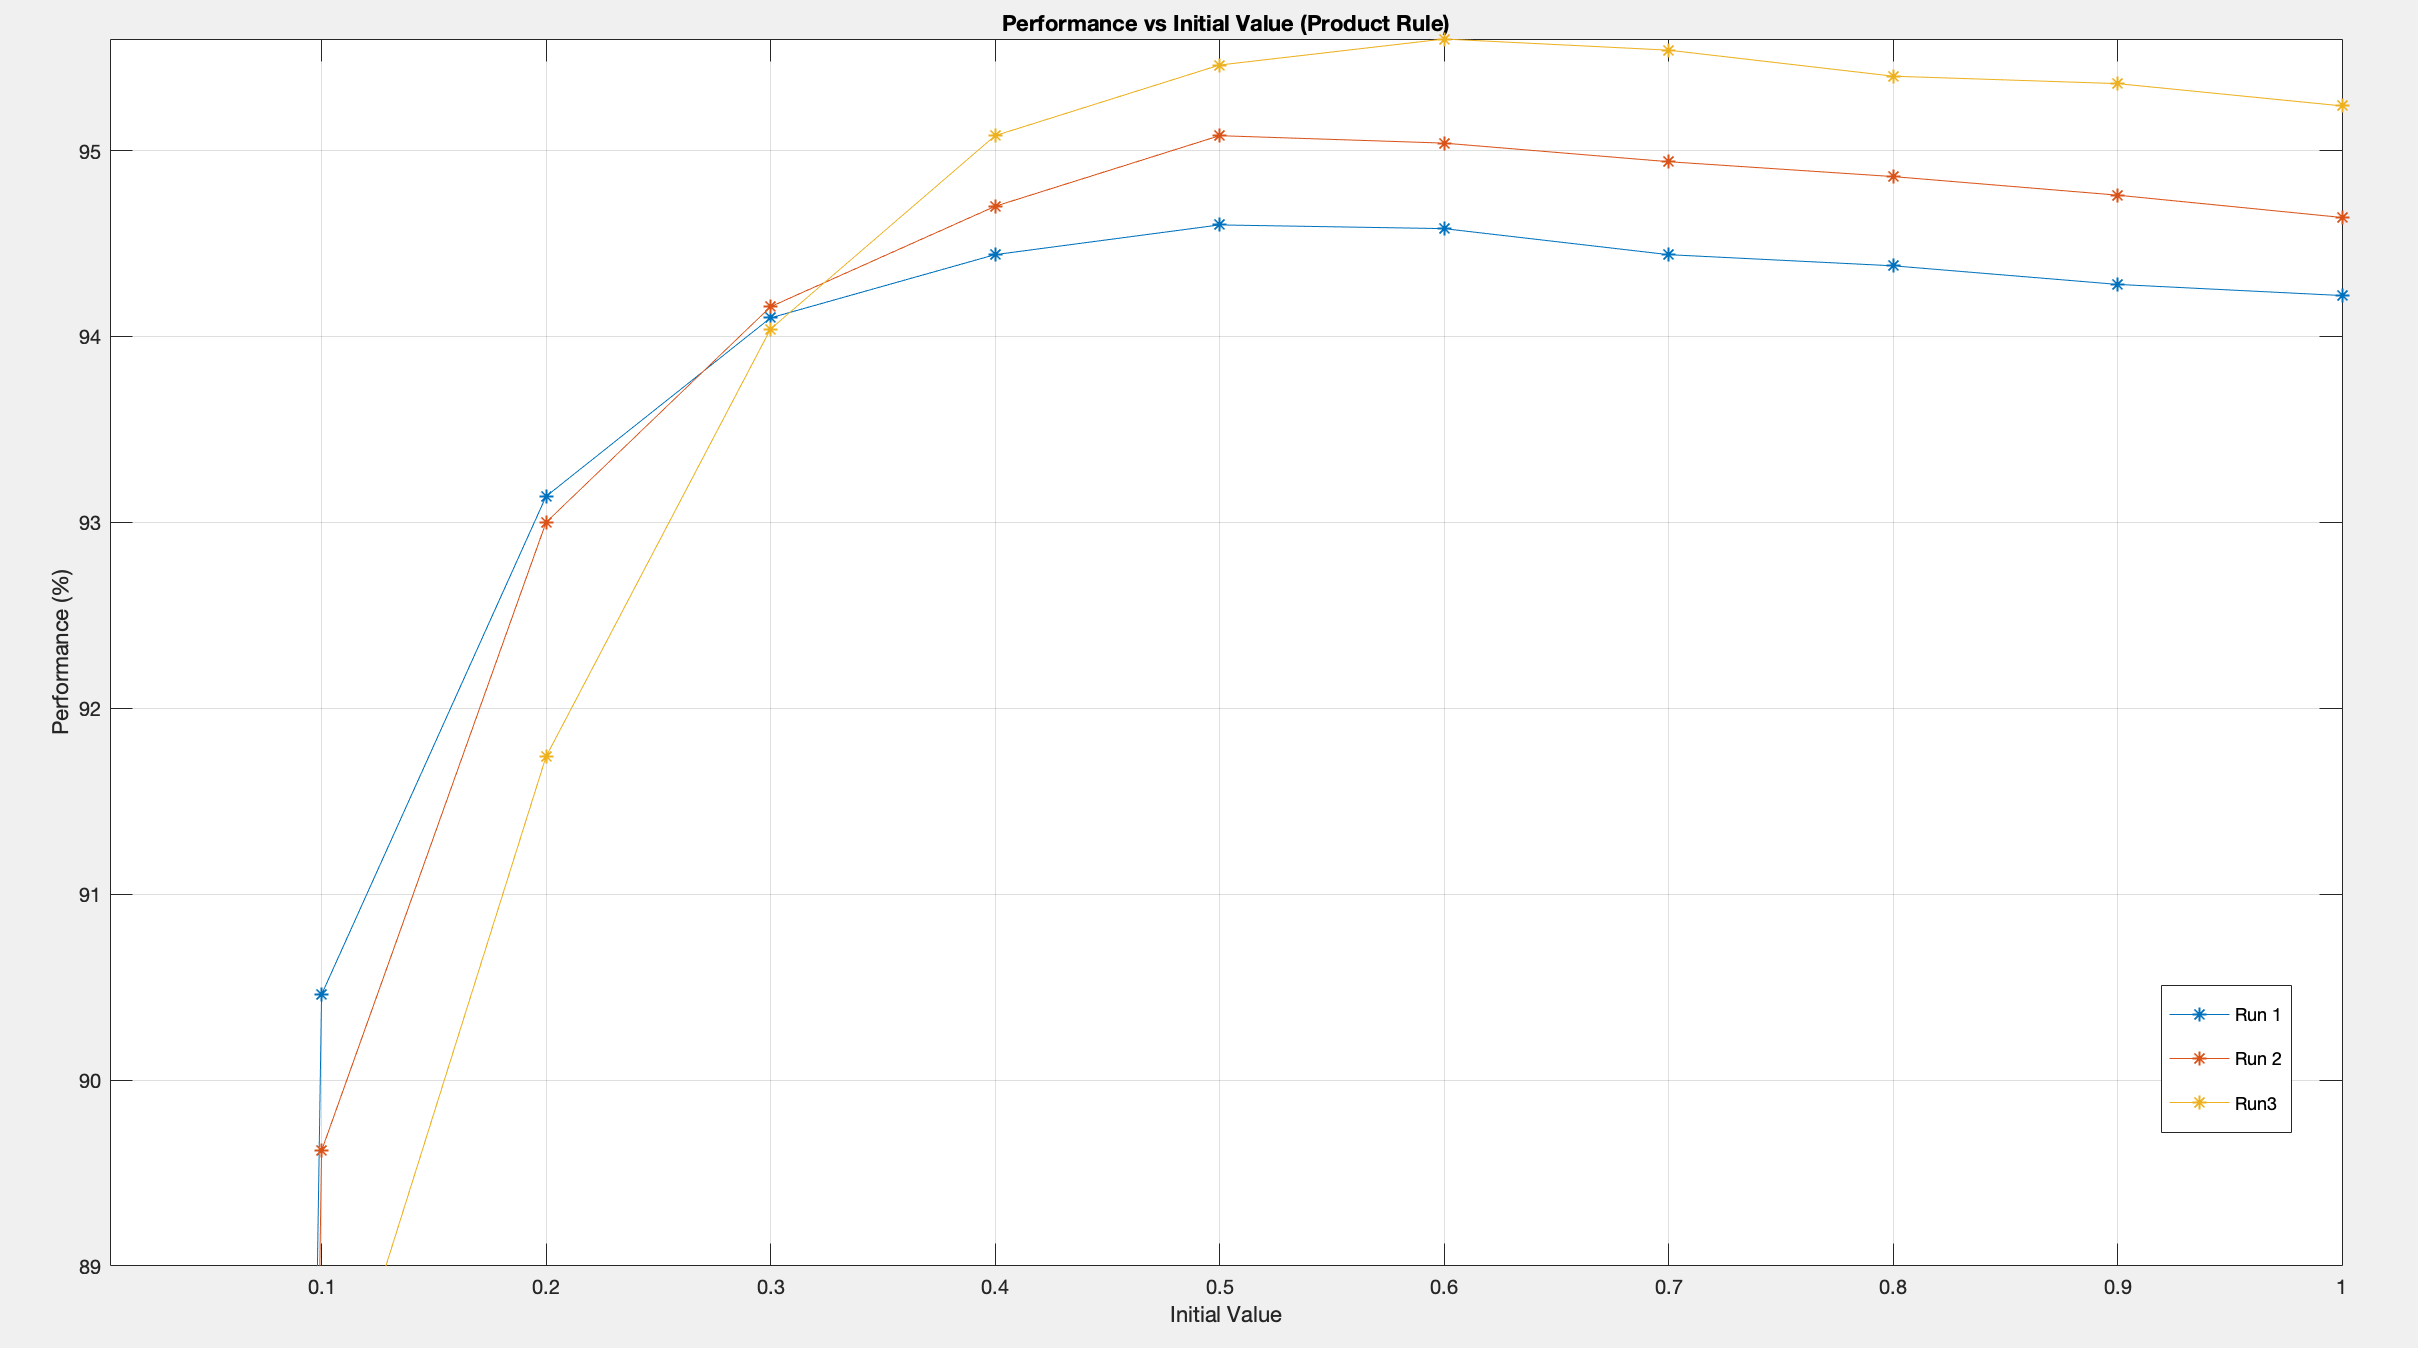 Performance vs Initial Value (Product Rule)
Performance (%)
95
94
93
92
91
90
89
0.1 0.2 0.3 0.4 0.5 0.6 0.7 0.8 0.9 1
Initial Value
Run 1
Run 2
Run3